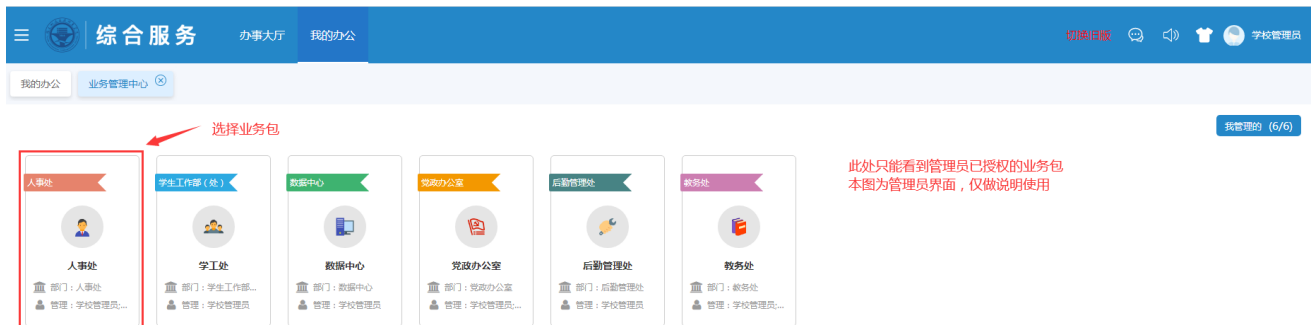 综合服务 办事大厅 我的办公 切换旧版 学校管理员
我的办公 业务管理中心
我管理的 (6/6)
选择业务包
此处只能看到管理员已授权的业务包
本图为管理员界面，仅做说明使用
人事处 学生工作部（处） 数据中心 党政办公室 后勤管理处 教务处
人事处 学工处 数据中心 党政办公室 后勤管理处 教务处
部门：人事处 部门：学生工作部... 部门：数据中心 部门：党政办公室 部门：后勤管理处 部门：教务处
管理：学校管理员;... 管理：学校管理员 管理：学校管理员 管理：学校管理员;... 管理：学校管理员 管理：学校管理员;...